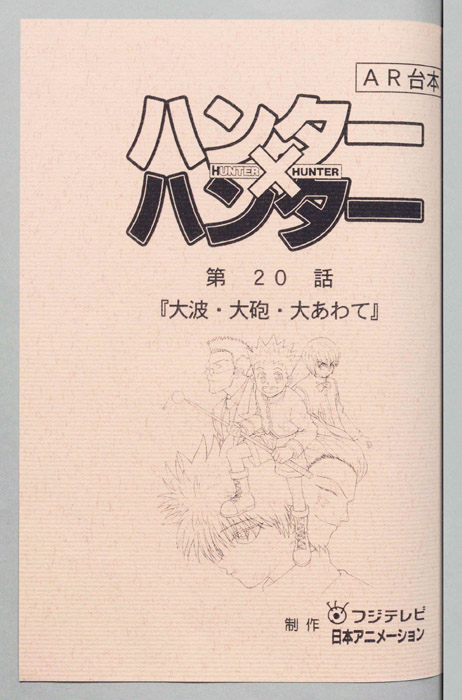 AR台本
ハンター
×
HUNTER HUNTER
ハンター
第 20 話
『大波・大砲・大あわて』
制作 フジテレビ
日本アニメーション